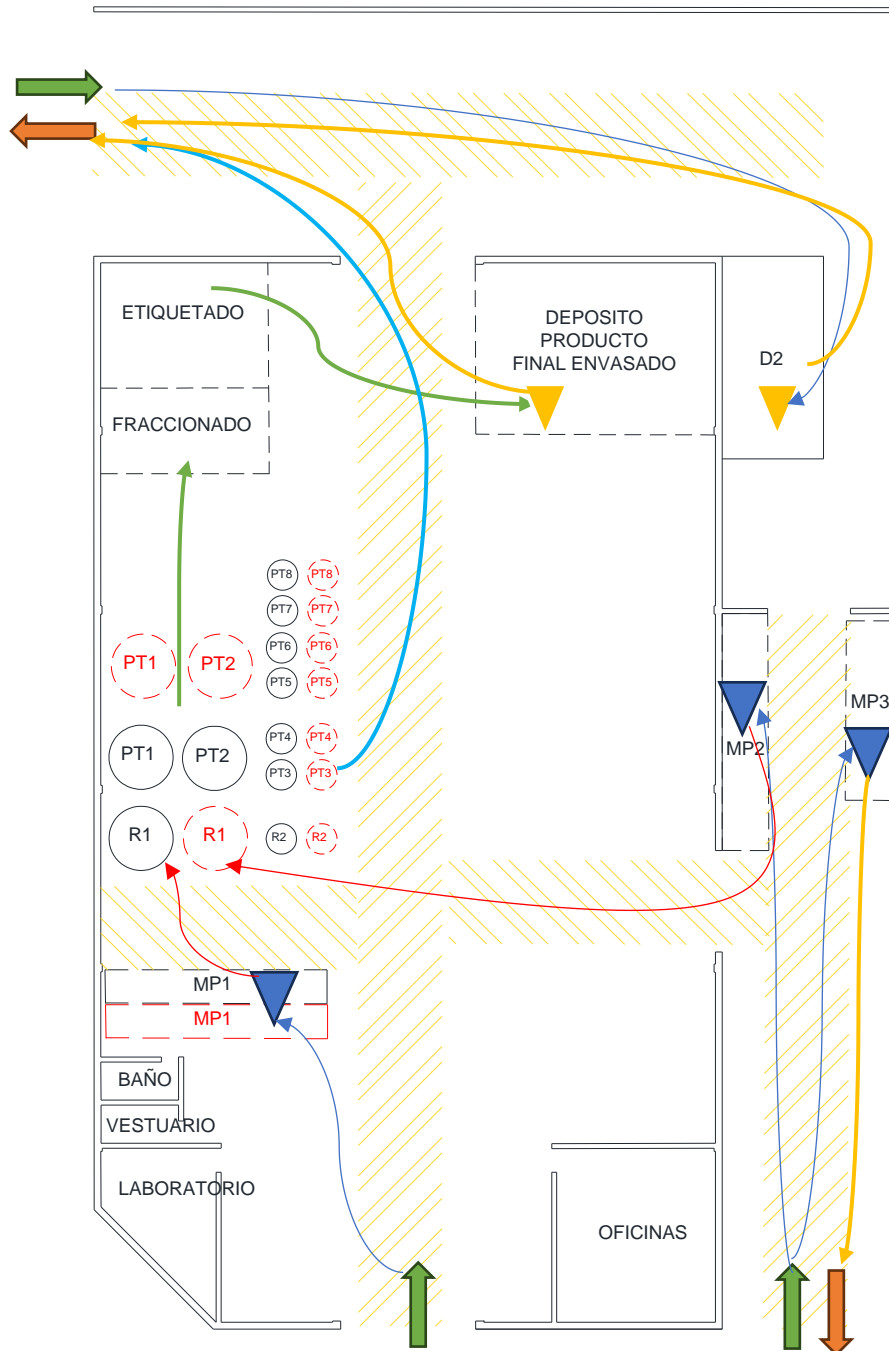 ETIQUETADO
DEPOSITO
PRODUCTO
FINAL ENVASADO
D2
FRACCIONADO
PT8 PT8
PT7 PT7
PT6 PT6
PT5 PT5
PT1 PT2
PT4 PT4
PT3 PT3
PT1 PT2
R1 R1 R2 R2
MP3
MP2
MP1
MP1
BAÑO
VESTUARIO
LABORATORIO
OFICINAS